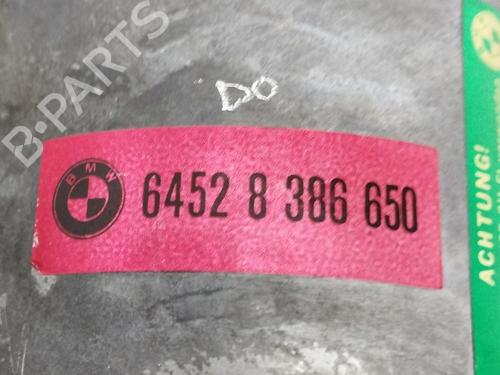 B·PARTS
DO
BMW
6452 8 386 650
ACHTUNG!